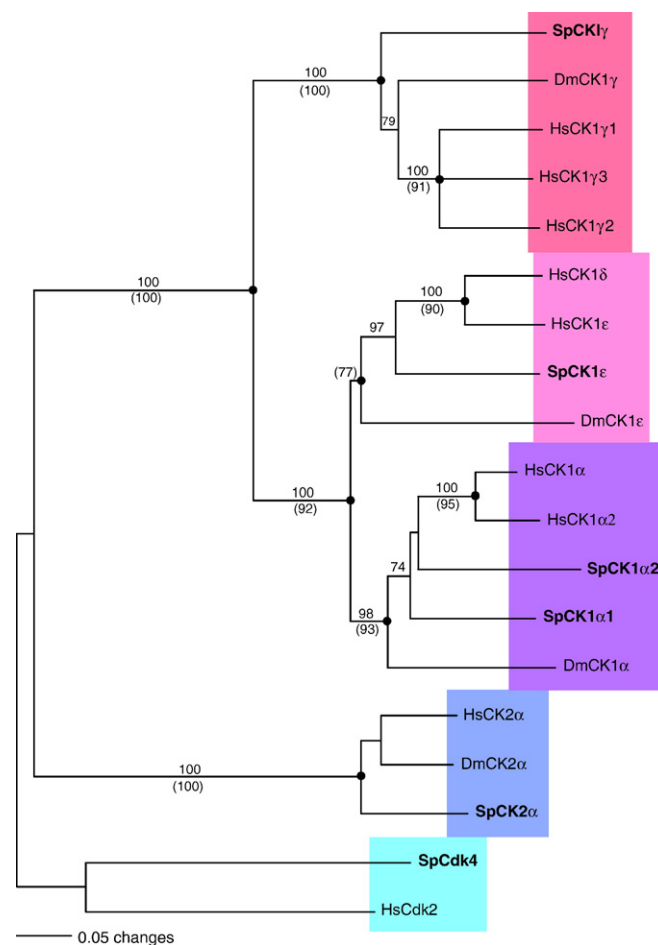 SpCKIγ
100
(100)
DmCK1γ
79
HsCK1γ1
100
(91)
HsCK1γ3
HsCK1γ2
HsCK1δ
100
(90)
100
(100)
HsCK1ε
97
(77)
SpCK1ε
DmCK1ε
HsCK1α
100
(92)
100
(95)
HsCK1α2
74
SpCK1α2
98
(93)
SpCK1α1
DmCK1α
HsCK2α
100
(100)
DmCK2α
SpCK2α
SpCdk4
HsCdk2
0.05 changes